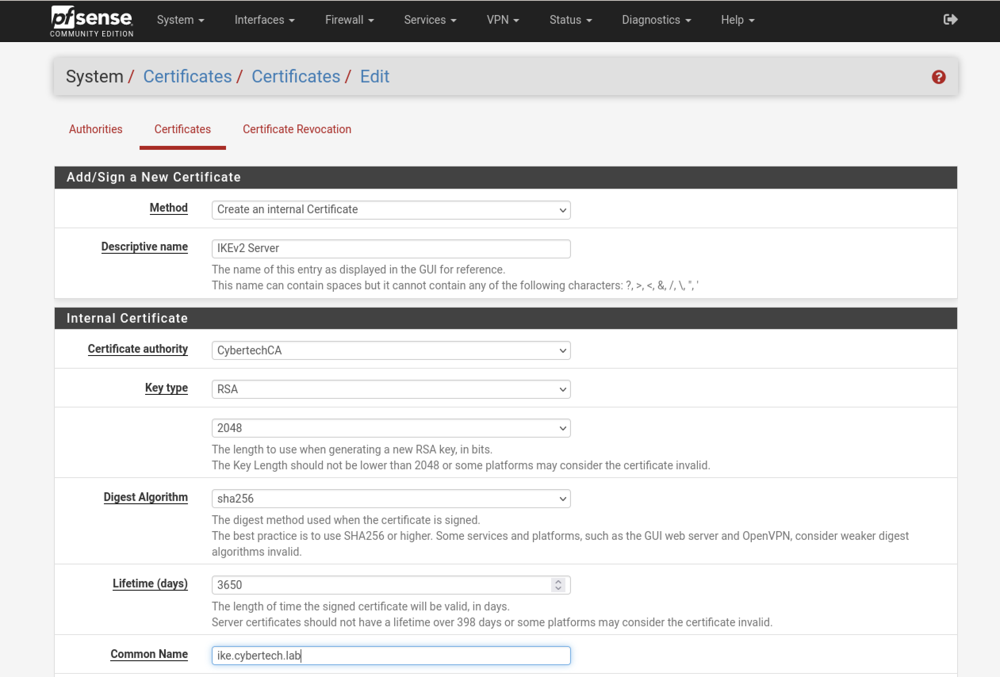 pfsense
COMMUNITY EDITION
System
Interfaces
Firewall
Services
VPN
Status
Diagnostics
Help
System / Certificates / Certificates / Edit
Authorities
Certificates
Certificate Revocation
Add/Sign a New Certificate
Method
Create an internal Certificate
Descriptive name
IKEv2 Server
The name of this entry as displayed in the GUI for reference.
This name can contain spaces but it cannot contain any of the following characters: ?, >, <, &, /, \, ", '
Internal Certificate
Certificate authority
CybertechCA
Key type
RSA
2048
The length to use when generating a new RSA key, in bits.
The Key Length should not be lower than 2048 or some platforms may consider the certificate invalid.
Digest Algorithm
sha256
The digest method used when the certificate is signed.
The best practice is to use SHA256 or higher. Some services and platforms, such as the GUI web server and OpenVPN, consider weaker digest
algorithms invalid.
Lifetime (days)
3650
The length of time the signed certificate will be valid, in days.
Server certificates should not have a lifetime over 398 days or some platforms may consider the certificate invalid.
Common Name
ike.cybertech.lab